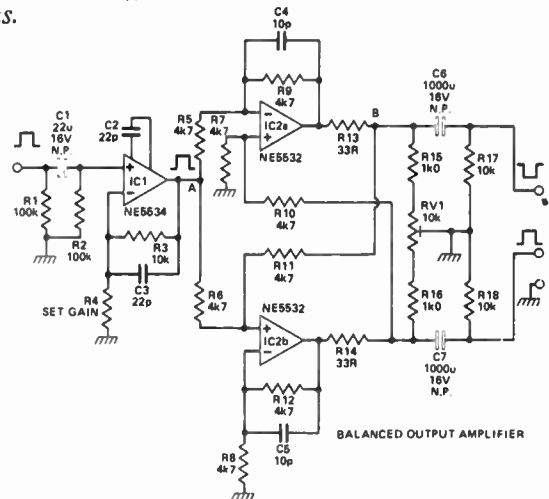 s.
C1
22u
16V
N.P.
C2
22p
R1
100k
R2
100k
IC1
NE5534
R3
10k
C3
22p
R4
SET GAIN
A
R5
4k7
R7
4k7
R6
4k7
C4
10p
R9
4k7
IC2a
NE5532
R13
33R
B
R10
4k7
R11
4k7
NE5532
IC2b
R14
33R
R12
4k7
C5
10p
R8
4k7
C6
1000u
16V
N.P.
R15
1k0
RV1
10k
R16
1k0
R17
10k
R18
10k
C7
1000u
16V
N.P.
BALANCED OUTPUT AMPLIFIER